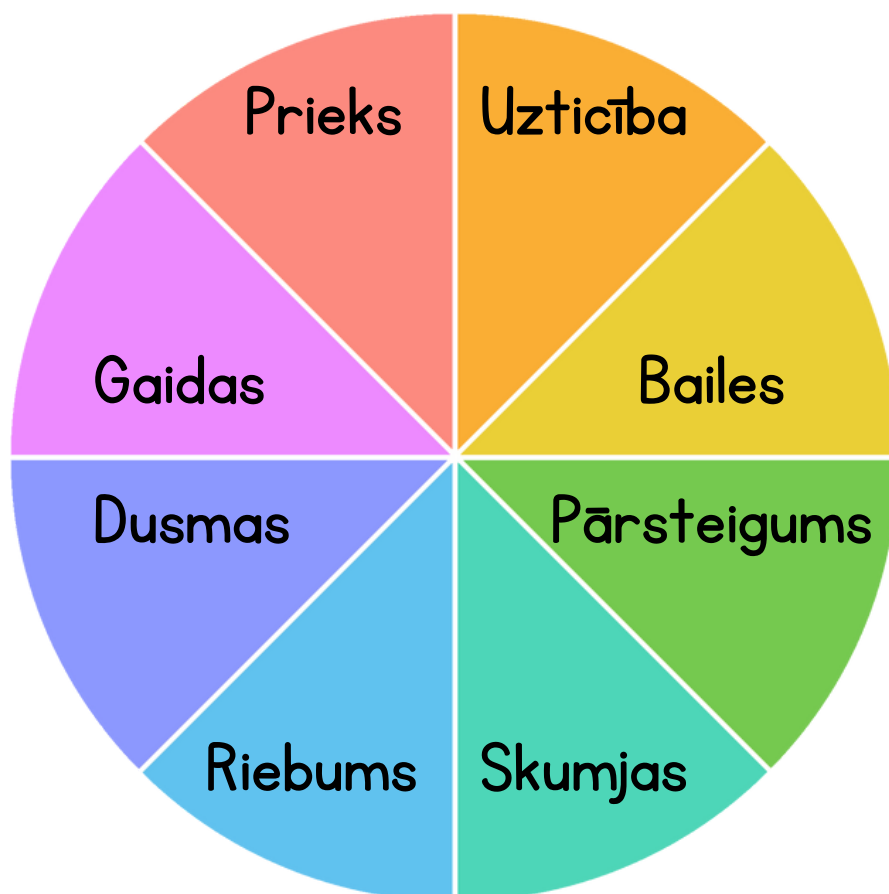 Prieks
Uzticība
Gaidas
Bailes
Dusmas
Pārsteigums
Riebums
Skumjas